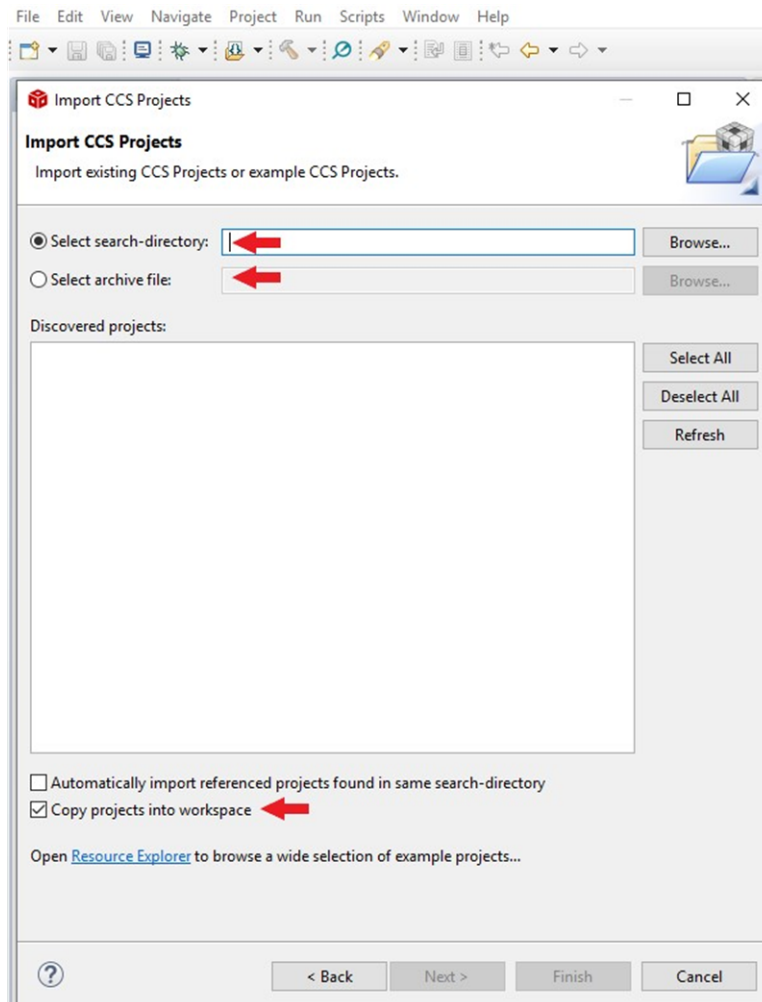 File Edit View Navigate Project Run Scripts Window Help
Import CCS Projects
Import CCS Projects
Import existing CCS Projects or example CCS Projects.
Select search-directory: Browse...
Select archive file: Browse...
Discovered projects:
Select All
Deselect All
Refresh
Automatically import referenced projects found in same search-directory
Copy projects into workspace
Open Resource Explorer to browse a wide selection of example projects...
? < Back Next > Finish Cancel